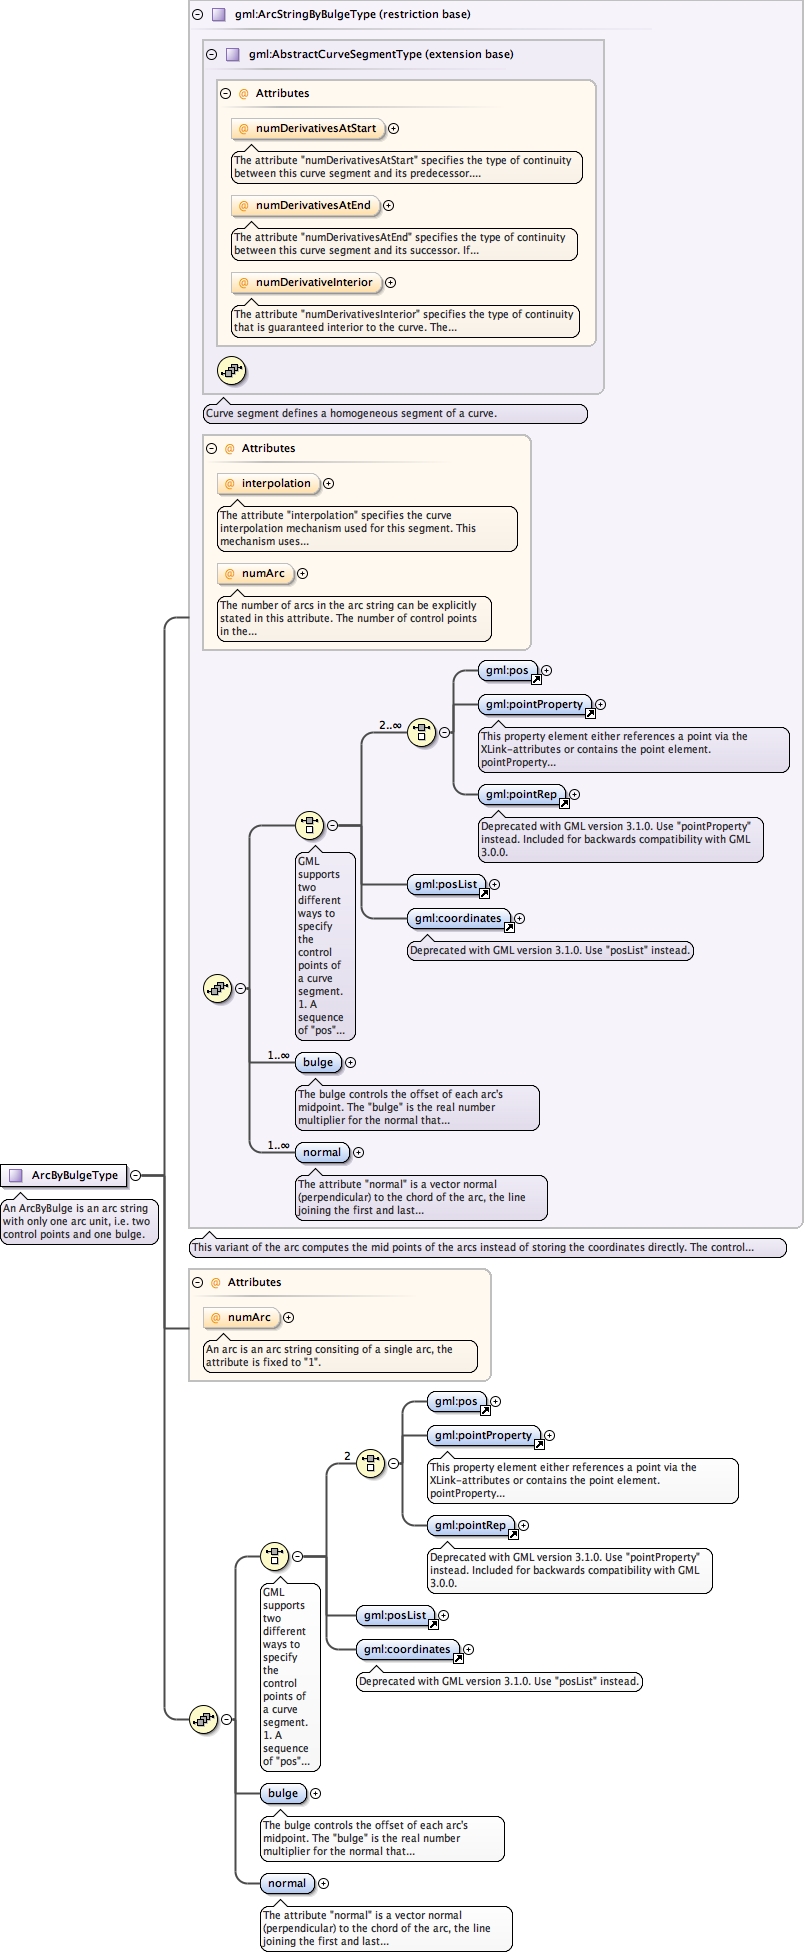 gml:ArcStringByBulgeType (restriction base)
gml:AbstractCurveSegmentType (extension base)
@ Attributes
@ numDerivativesAtStart
The attribute "numDerivativesAtStart" specifies the type of continuity
between this curve segment and its predecessor....
@ numDerivativesAtEnd
The attribute "numDerivativesAtEnd" specifies the type of continuity
between this curve segment and its successor. If...
@ numDerivativeInterior
The attribute "numDerivativesInterior" specifies the type of continuity
that is guaranteed interior to the curve. The...
Curve segment defines a homogeneous segment of a curve.
@ Attributes
@ interpolation
The attribute "interpolation" specifies the curve
interpolation mechanism used for this segment. This
mechanism uses...
@ numArc
The number of arcs in the arc string can be explicitly
stated in this attribute. The number of control points
in the...
gml:pos
2..∞
gml:pointProperty
This property element either references a point via the
XLink-attributes or contains the point element.
pointProperty...
gml:pointRep
Deprecated with GML version 3.1.0. Use "pointProperty"
instead. Included for backwards compatibility with GML
3.0.0.
GML
supports
two
different
ways to
specify
the
control
points of
a curve
segment.
1. A
sequence
of "pos"...
gml:posList
gml:coordinates
Deprecated with GML version 3.1.0. Use "posList" instead.
1..∞
bulge
The bulge controls the offset of each arc's
midpoint. The "bulge" is the real number
multiplier for the normal that...
1..∞
normal
The attribute "normal" is a vector normal
(perpendicular) to the chord of the arc, the line
joining the first and last...
ArcByBulgeType
An ArcByBulge is an arc string
with only one arc unit, i.e. two
control points and one bulge.
This variant of the arc computes the mid points of the arcs instead of storing the coordinates directly. The control...
@ Attributes
@ numArc
An arc is an arc string consiting of a single arc, the
attribute is fixed to "1".
gml:pos
2
gml:pointProperty
This property element either references a point via the
XLink-attributes or contains the point element.
pointProperty...
gml:pointRep
Deprecated with GML version 3.1.0. Use "pointProperty"
instead. Included for backwards compatibility with GML
3.0.0.
GML
supports
two
different
ways to
specify
the
control
points of
a curve
segment.
1. A
sequence
of "pos"...
gml:posList
gml:coordinates
Deprecated with GML version 3.1.0. Use "posList" instead.
bulge
The bulge controls the offset of each arc's
midpoint. The "bulge" is the real number
multiplier for the normal that...
normal
The attribute "normal" is a vector normal
(perpendicular) to the chord of the arc, the line
joining the first and last...